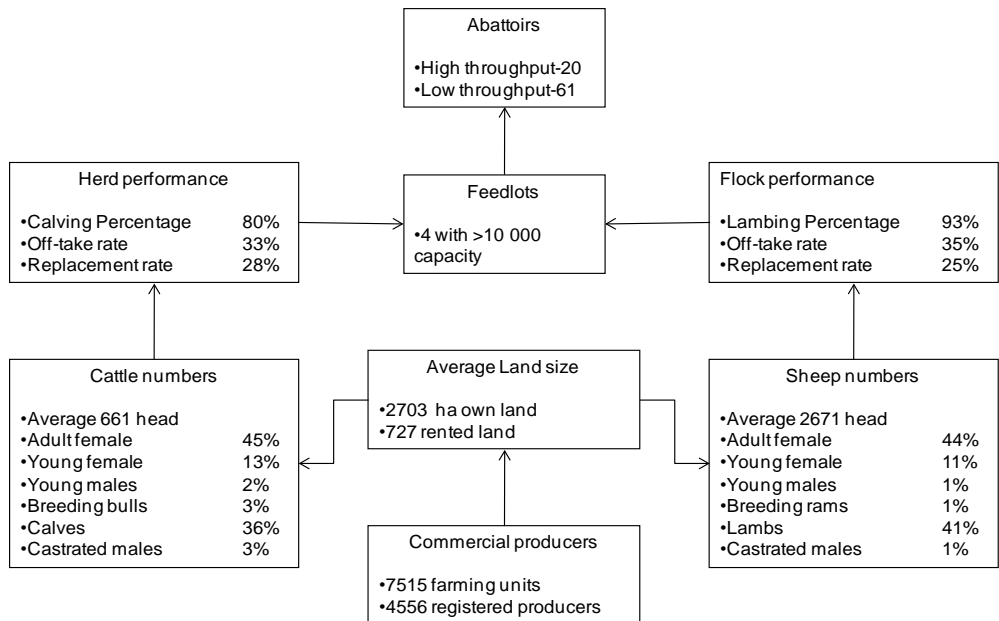 Abattoirs
•High throughput-20
•Low throughput-61
Herd performance
•Calving Percentage 80%
•Off-take rate 33%
•Replacement rate 28%
Feedlots
•4 with >10 000
capacity
Flock performance
•Lambing Percentage 93%
•Off-take rate 35%
•Replacement rate 25%
Cattle numbers
•Average 661 head
•Adult female 45%
•Young female 13%
•Young males 2%
•Breeding bulls 3%
•Calves 36%
•Castrated males 3%
Average Land size
•2703 ha own land
•727 rented land
Sheep numbers
•Average 2671 head
•Adult female 44%
•Young female 11%
•Young males 1%
•Breeding rams 1%
•Lambs 41%
•Castrated males 1%
Commercial producers
•7515 farming units
•4556 registered producers